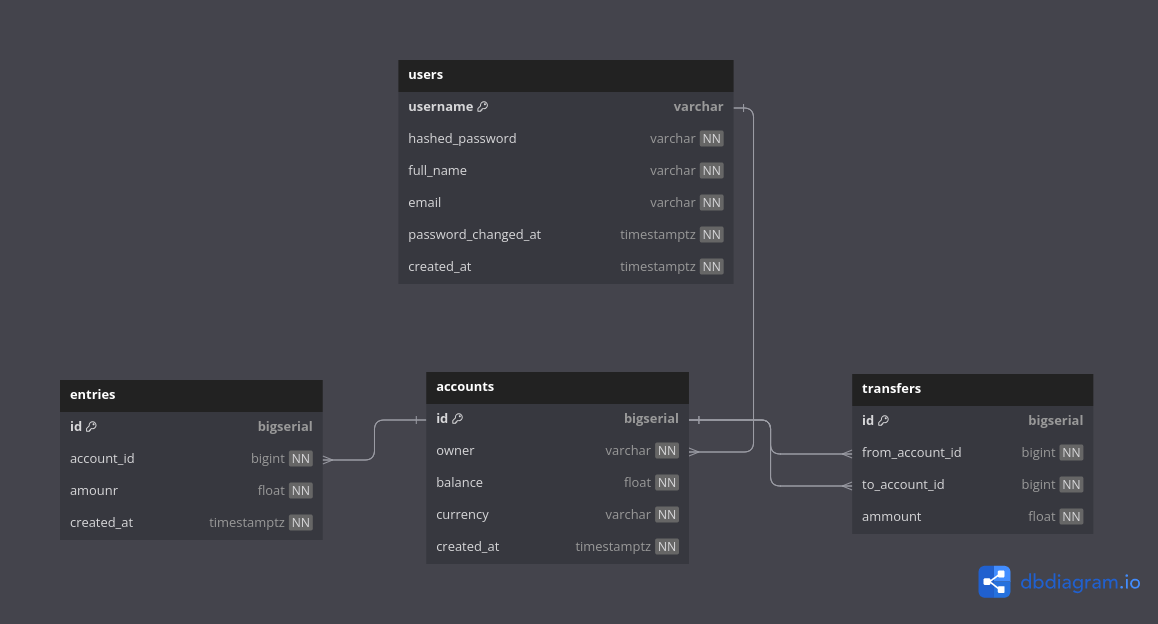 users
username varchar
hashed_password varchar NN
full_name varchar NN
email varchar NN
password_changed_at timestamptz NN
created_at timestamptz NN
entries
id bigserial
account_id bigint NN
amounr float NN
created_at timestamptz NN
accounts
id bigserial
owner varchar NN
balance float NN
currency varchar NN
created_at timestamptz NN
transfers
id bigserial
from_account_id bigint NN
to_account_id bigint NN
ammount float NN
dbdiagram.io